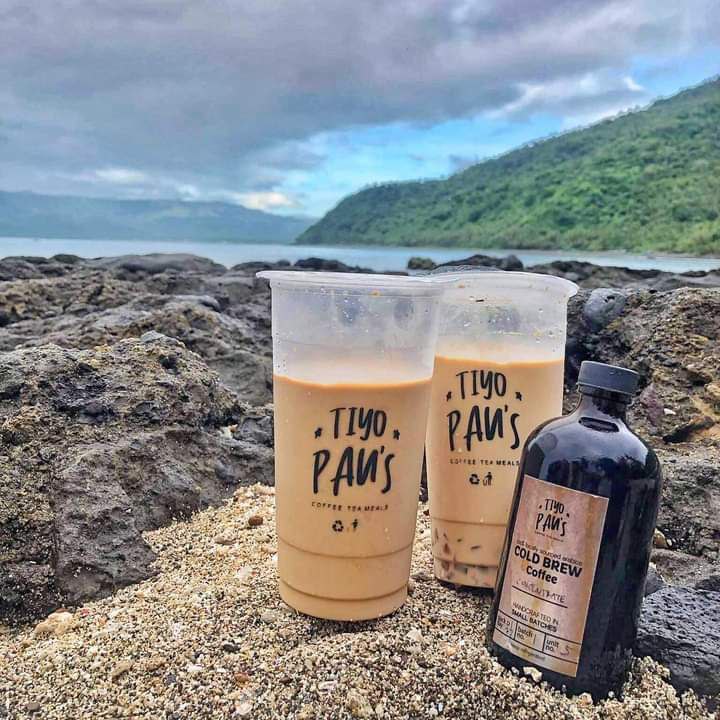 TIYO
PAN'S
COFFEE TEA MEALS
TIYO
PAN'S
COFFEE TEA MEALS
TIYO
PAN'S
COLD BREW
Coffee
CONCENTRATE
HANDCRAFTED IN
SMALL BATCHES